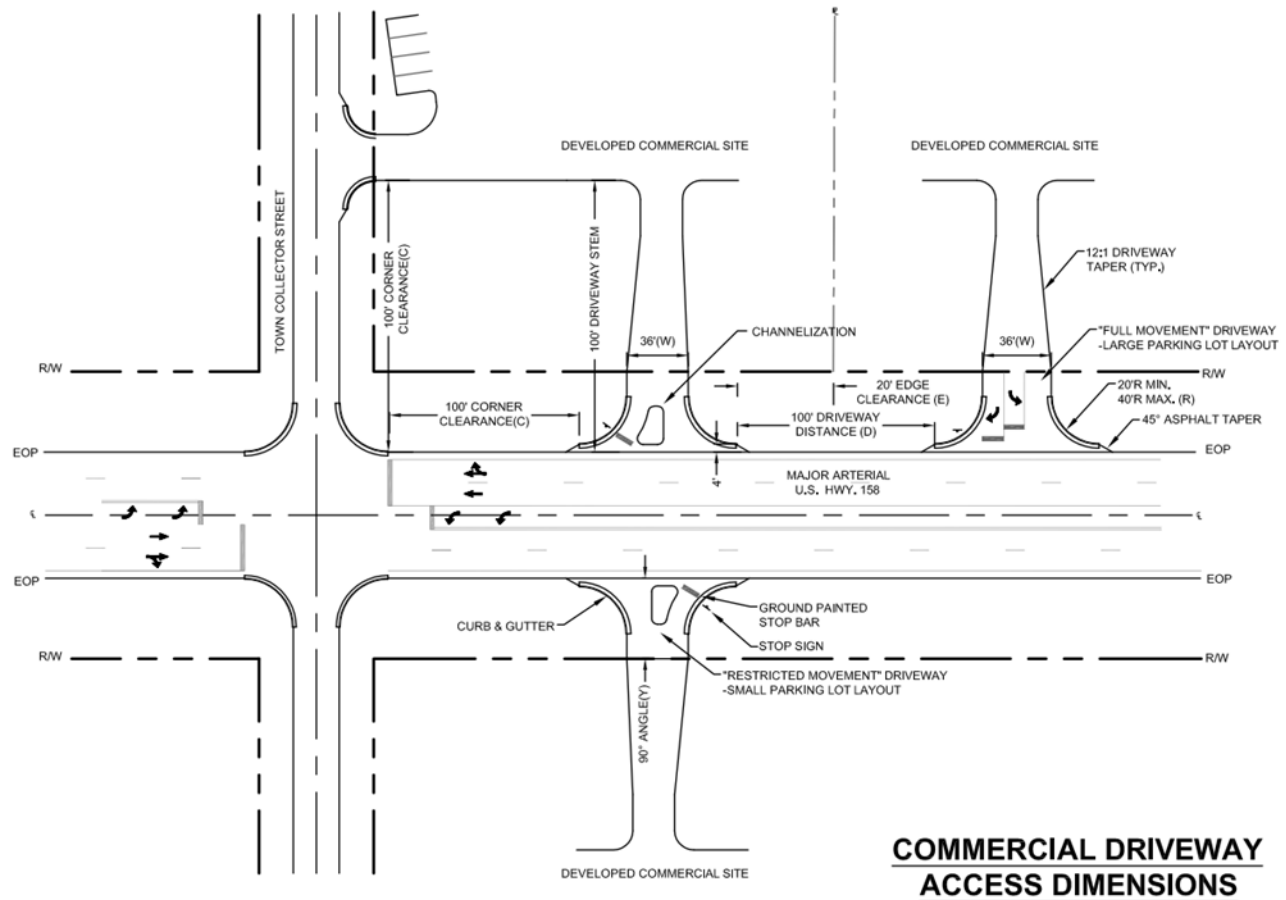 ℄
DEVELOPED COMMERCIAL SITE
DEVELOPED COMMERCIAL SITE
TOWN COLLECTOR STREET
100' CORNER
CLEARANCE(C)
100' DRIVEWAY STEM
12:1 DRIVEWAY
TAPER (TYP.)
CHANNELIZATION
36'(W)
36'(W)
"FULL MOVEMENT" DRIVEWAY
-LARGE PARKING LOT LAYOUT
R/W
R/W
20' EDGE
CLEARANCE (E)
20'R MIN.
40'R MAX. (R)
100' CORNER
CLEARANCE(C)
100' DRIVEWAY
DISTANCE (D)
45° ASPHALT TAPER
EOP
EOP
4'
MAJOR ARTERIAL
U.S. HWY. 158
℄
℄
EOP
EOP
CURB & GUTTER
GROUND PAINTED
STOP BAR
STOP SIGN
R/W
R/W
"RESTRICTED MOVEMENT" DRIVEWAY
-SMALL PARKING LOT LAYOUT
90° ANGLE(Y)
DEVELOPED COMMERCIAL SITE
COMMERCIAL DRIVEWAY
ACCESS DIMENSIONS